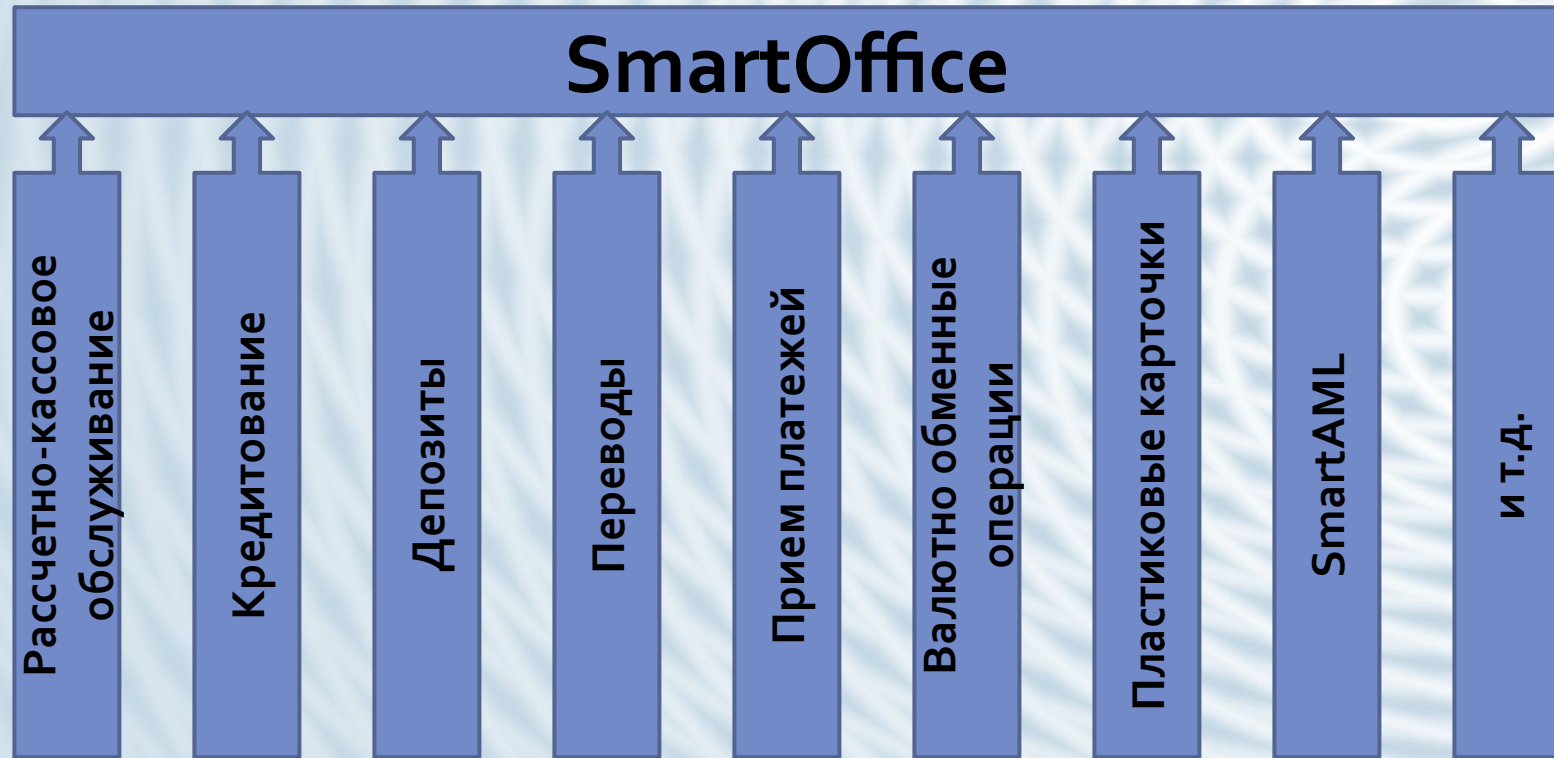 SmartOffice
Рассчетно-кассовое
обслуживание
Кредитование
Депозиты
Переводы
Прием платежей
Валютно обменные
операции
Пластиковые карточки
SmartAML
и т.д.